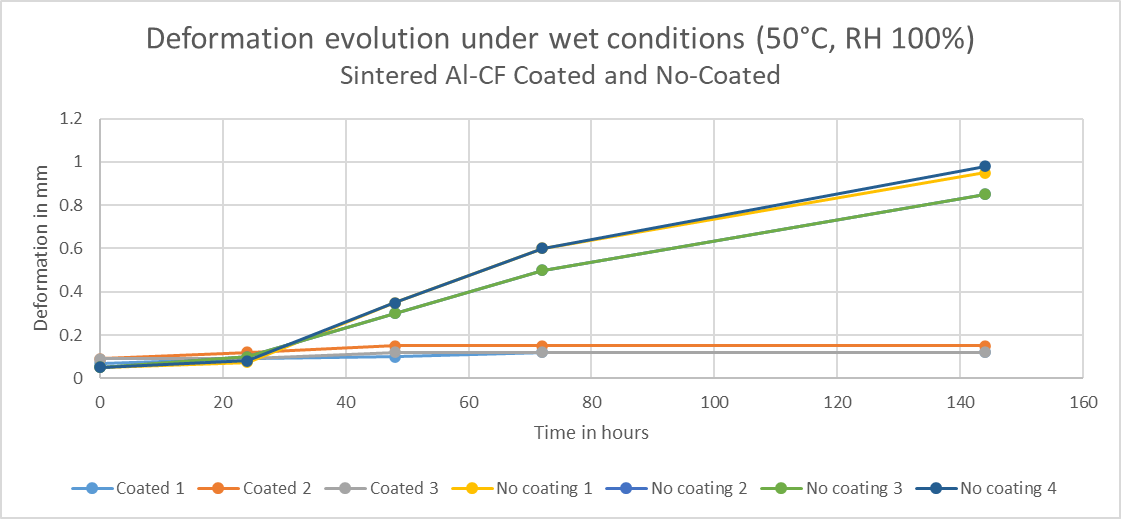 Deformation evolution under wet conditions (50°C, RH 100%)
Sintered Al-CF Coated and No-Coated
1.2
1
0.8
0.6
0.4
0.2
0
Deformation in mm
0 20 40 60 80 100 120 140 160
Time in hours
Coated 1 Coated 2 Coated 3 No coating 1 No coating 2 No coating 3 No coating 4